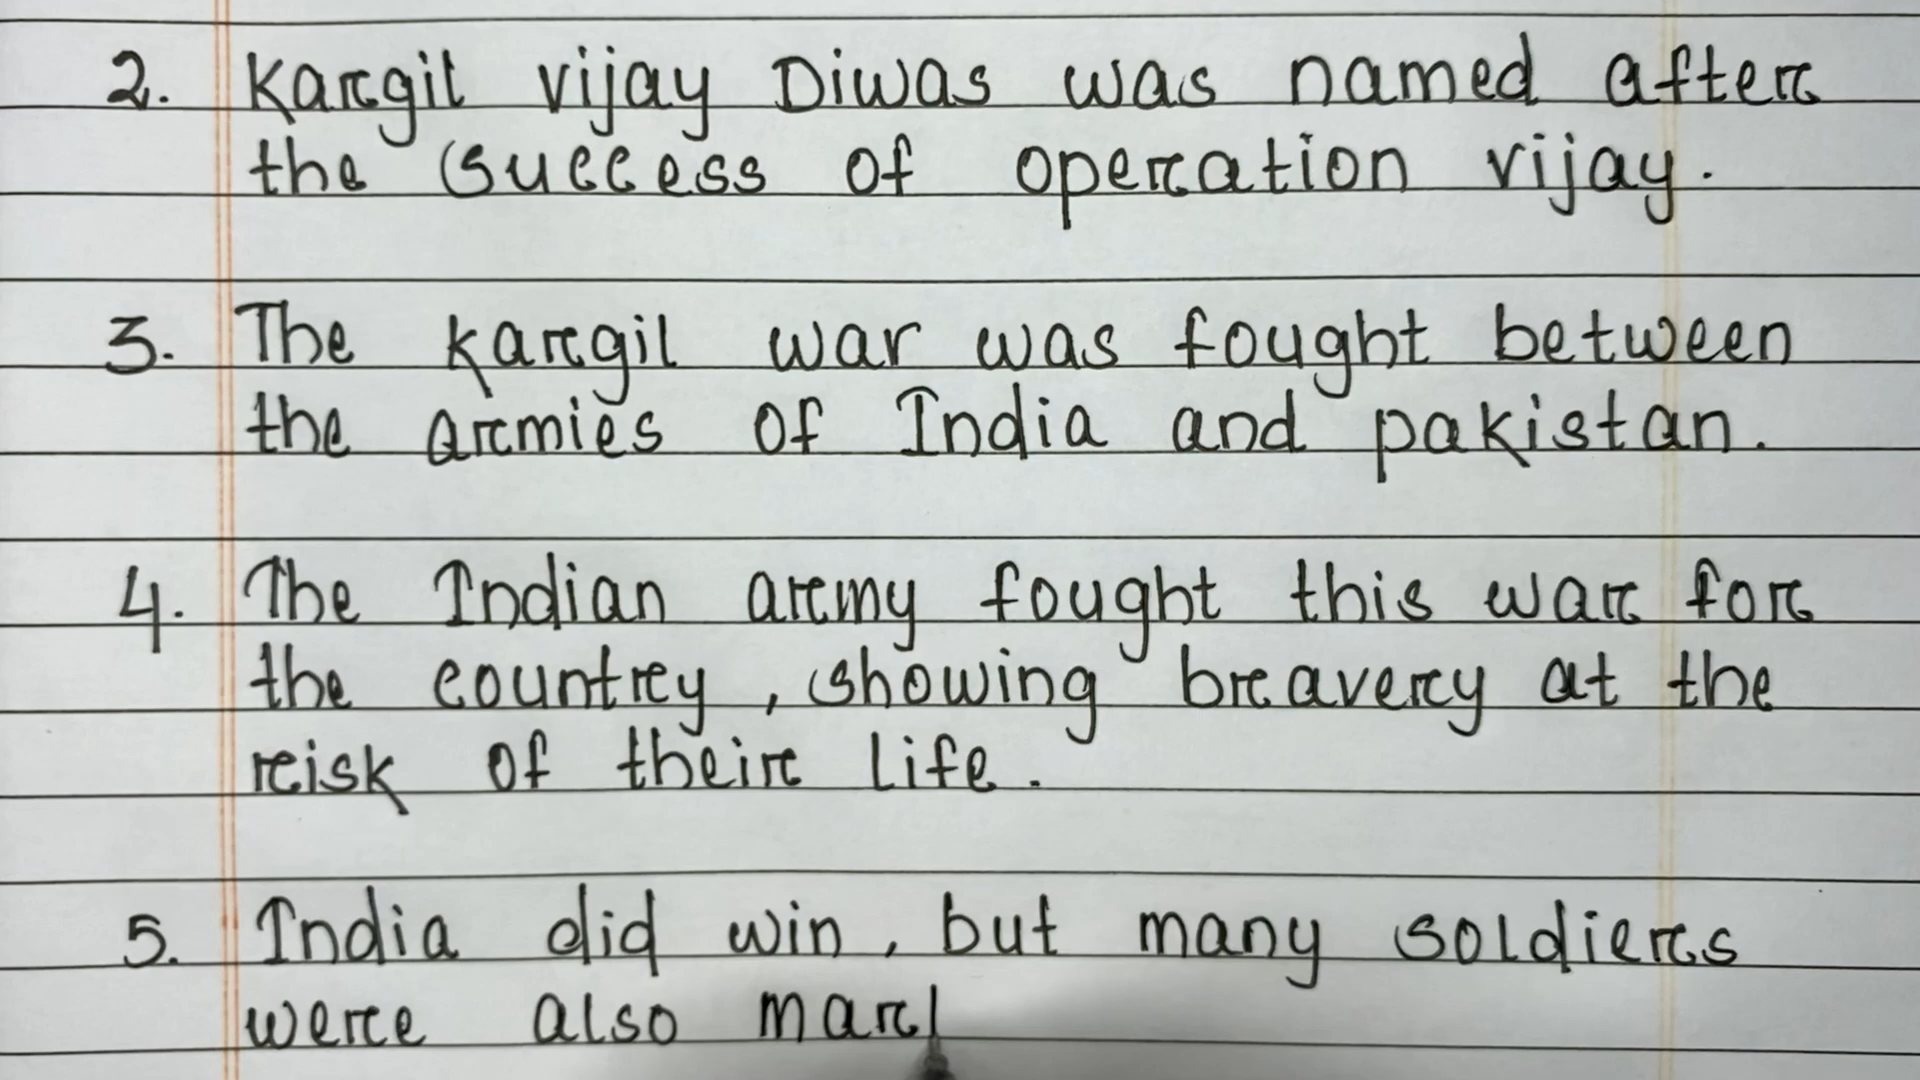 2. Kargil vijay Diwas was named after
the success of operation vijay.
3. The kargil war was fought between
the armies of India and pakistan.
4. The Indian army fought this war for
the country, showing bravery at the
risk of their life.
5. India did win, but many soldiers
were also